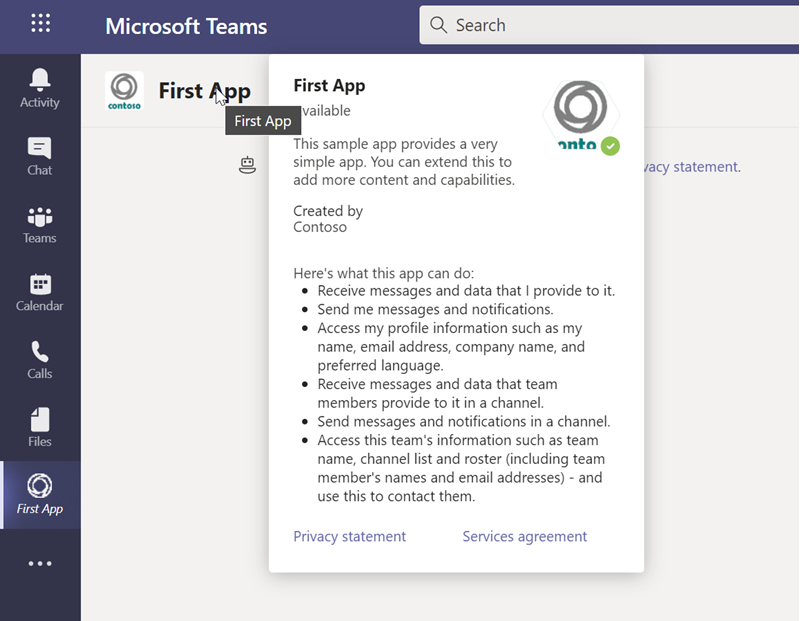 Microsoft Teams
Search
Activity
Chat
Teams
Calendar
Calls
Files
First App
contoso
First App
First App
First App
vailable
This sample app provides a very
simple app. You can extend this to
add more content and capabilities.
Created by
Contoso
onto
vacy statement.
Here's what this app can do:
Receive messages and data that I provide to it.
Send me messages and notifications.
Access my profile information such as my
name, email address, company name, and
preferred language.
Receive messages and data that team
members provide to it in a channel.
Send messages and notifications in a channel.
Access this team's information such as team
name, channel list and roster (including team
member's names and email addresses) - and
use this to contact them.
Privacy statement
Services agreement